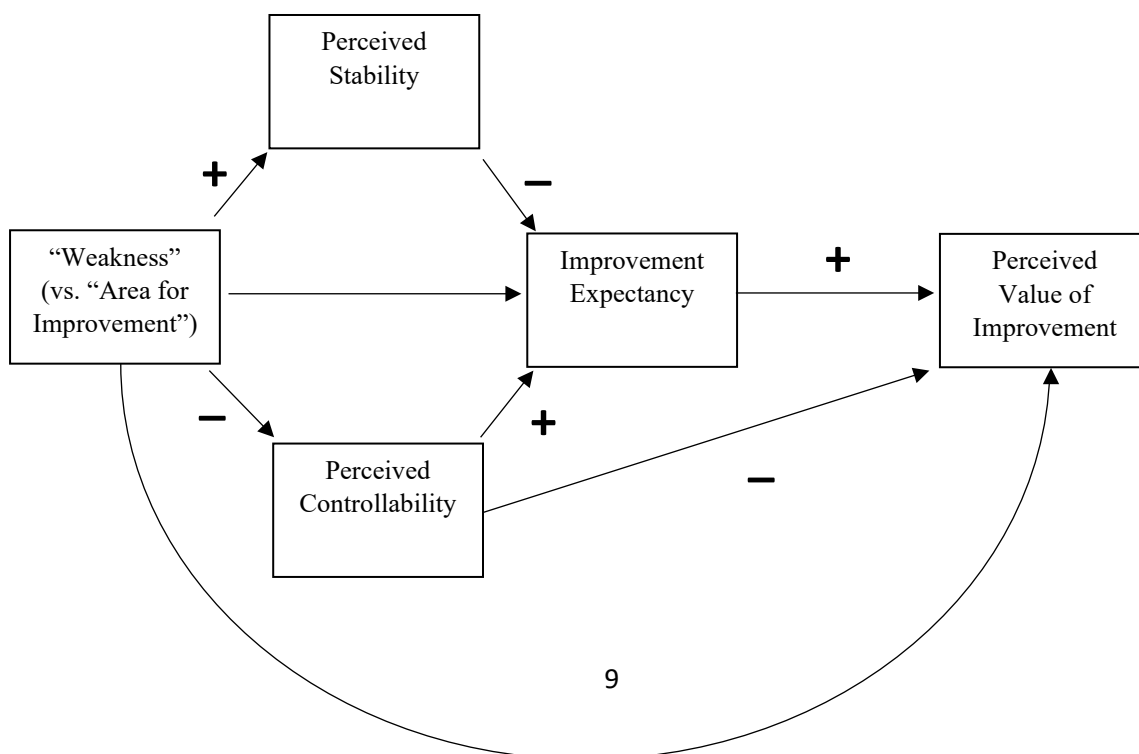 Perceived
Stability
+
–
“Weakness”
(vs. “Area for
Improvement”)
Improvement
Expectancy
+
Perceived
Value of
Improvement
–
+
Perceived
Controllability
–
9